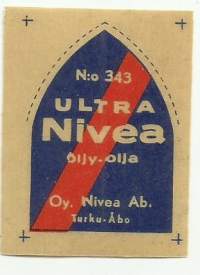 N:o 343
ULTRA
Nivea
öljy-olja
Oy. Nivea Ab.
Turku-Åbo